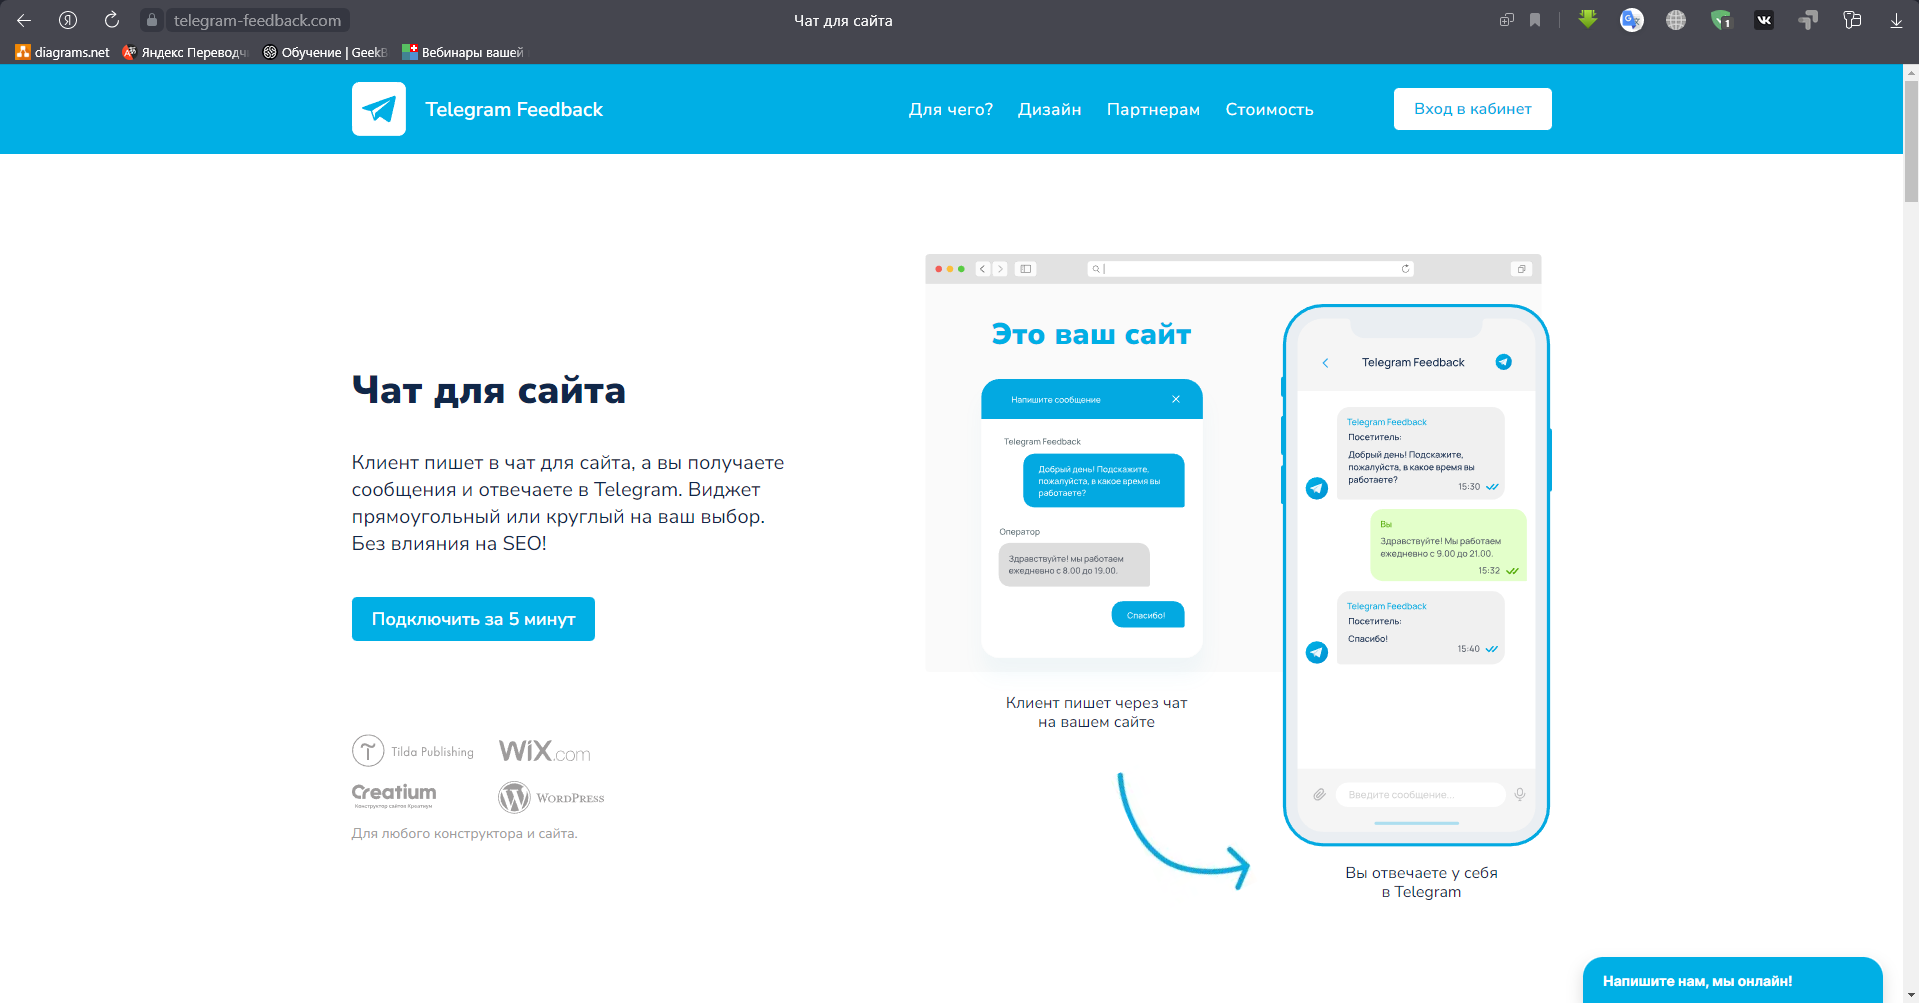 telegram-feedback.com
Чат для сайта
diagrams.net
Яндекс Переводч
Обучение | GeekB
Вебинары вашей
Telegram Feedback
Для чего?
Дизайн
Партнерам
Стоимость
Вход в кабинет
Чат для сайта
Клиент пишет в чат для сайта, а вы получаете
сообщения и отвечаете в Telegram. Виджет
прямоугольный или круглый на ваш выбор.
Без влияния на SEO!
Подключить за 5 минут
Tilda Publishing
WiX.com
Creatium
Конструктор сайтов Креатиум
WordPress
Для любого конструктора и сайта.
Это ваш сайт
Напишите сообщение
Telegram Feedback
Добрый день! Подскажите,
пожалуйста, в какое время вы
работаете?
Оператор
Здравствуйте! мы работаем
ежедневно с 8.00 до 19.00.
Спасибо!
Клиент пишет через чат
на вашем сайте
Telegram Feedback
Telegram Feedback
Посетитель:
Добрый день! Подскажите,
пожалуйста, в какое время вы
работаете?
15:30
Вы
Здравствуйте! Мы работаем
ежедневно с 9.00 до 21.00.
15:32
Telegram Feedback
Посетитель:
Спасибо!
15:40
Введите сообщение...
Вы отвечаете у себя
в Telegram
Напишите нам, мы онлайн!